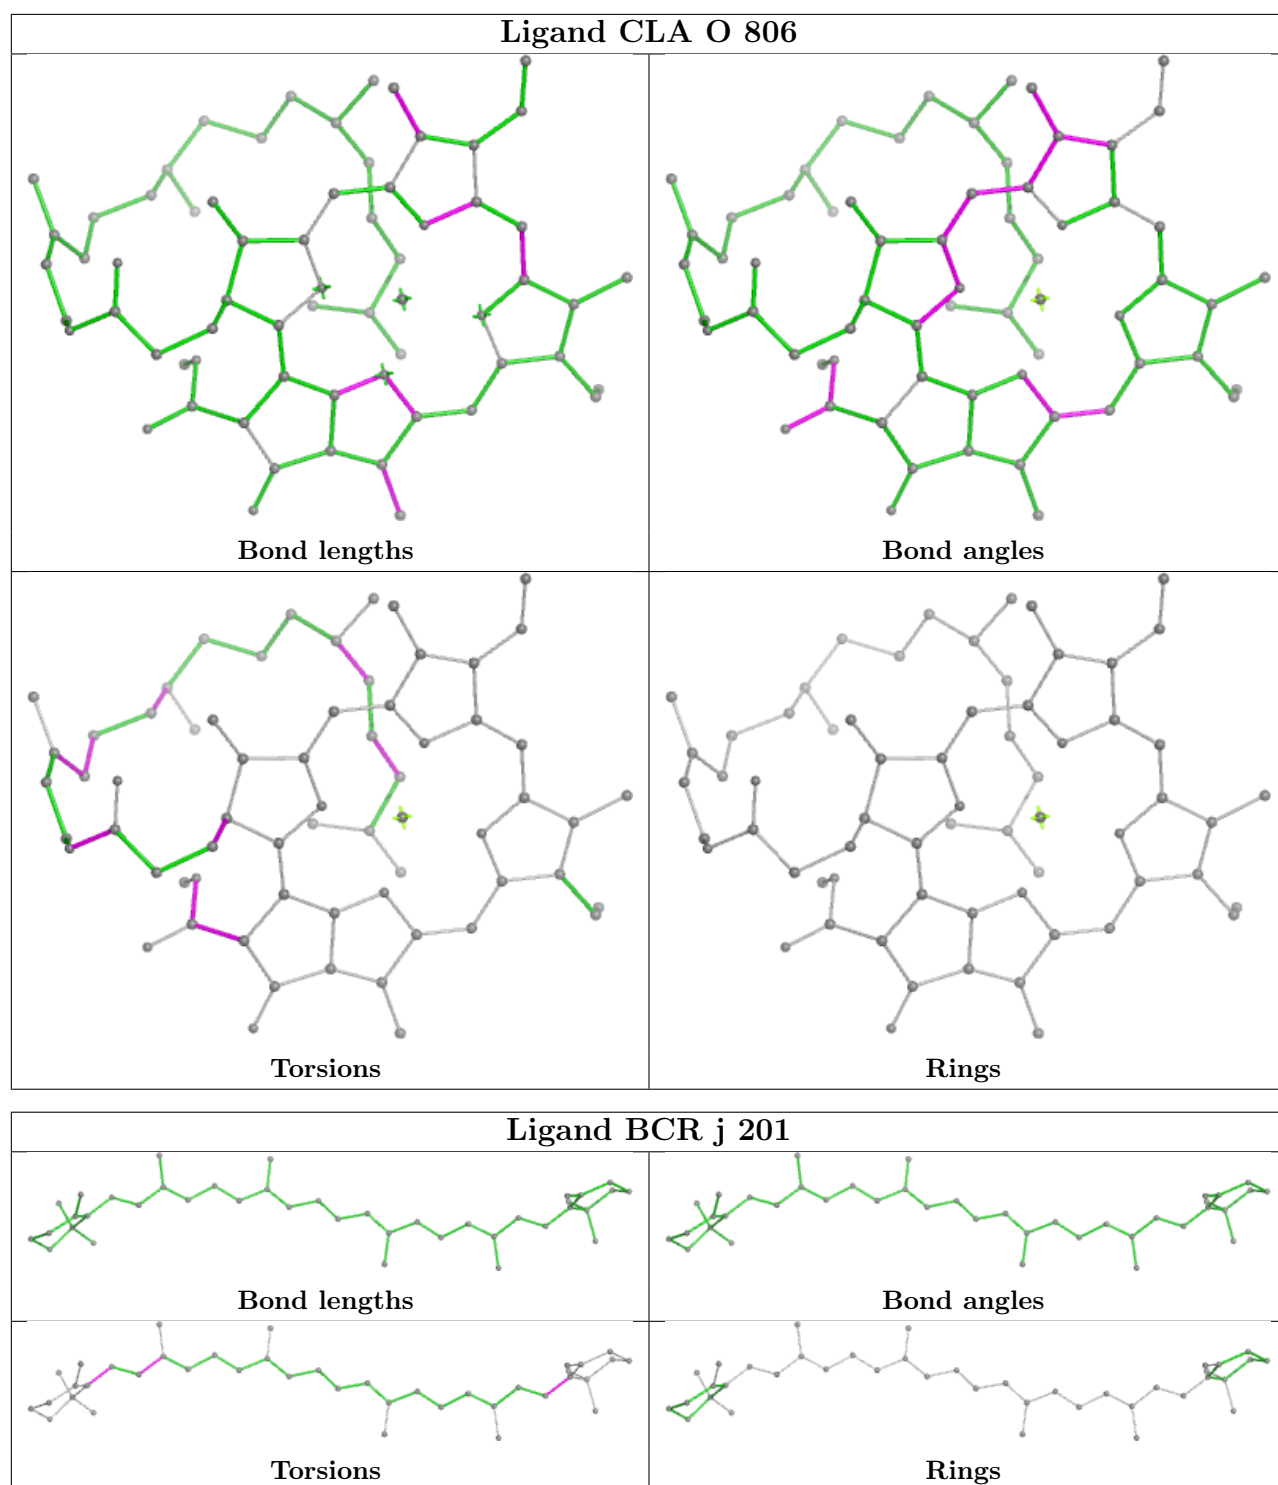 Ligand CLA O 806
Bond lengths
Bond angles
Torsions
Rings
Ligand BCR j 201
Bond lengths
Bond angles
Torsions
Rings